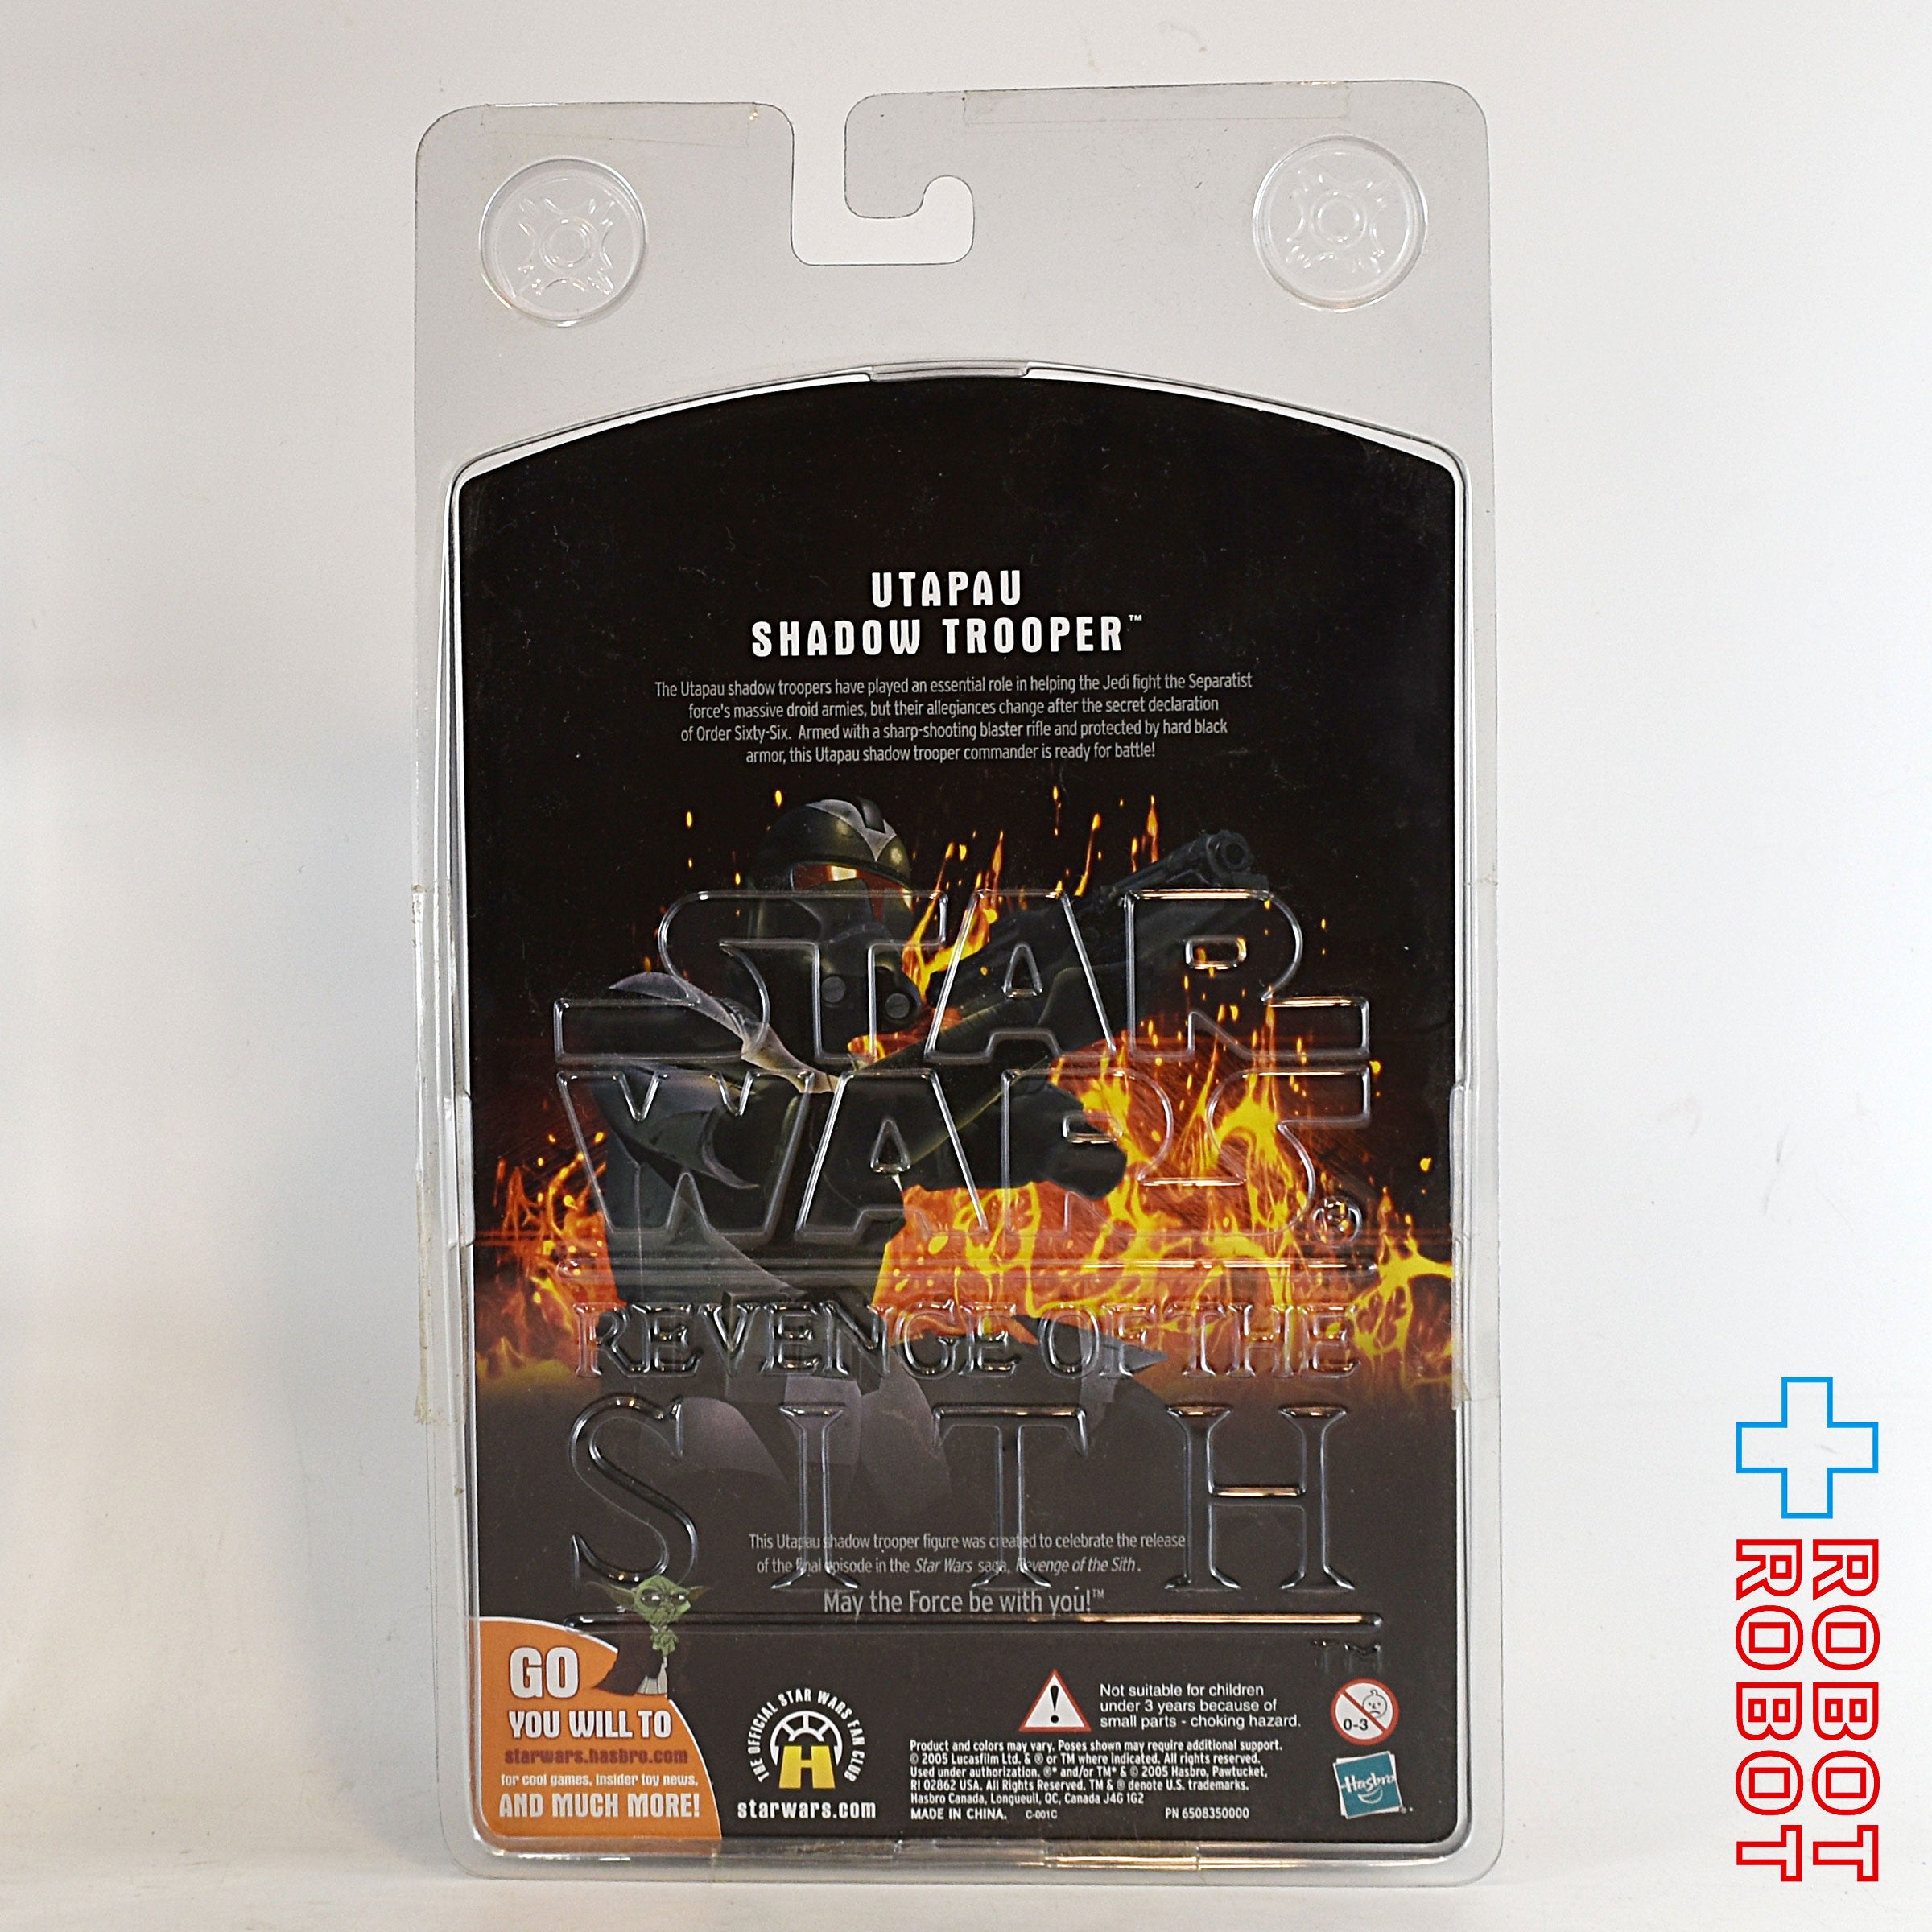 UTAPAU
SHADOW TROOPER™
The Utapau shadow troopers have played an essential role in helping the Jedi fight the Separatist
force's massive droid armies, but their allegiances change after the secret declaration
of Order Sixty-Six. Armed with a sharp-shooting blaster rifle and protected by hard black
armor, this Utapau shadow trooper commander is ready for battle!
STAR
WARS®
REVENGE OF THE
SITH
TM
This Utapau shadow trooper figure was created to celebrate the release
of the final episode in the Star Wars saga, Revenge of the Sith.
May the Force be with you!™
GO
YOU WILL TO
starwars.hasbro.com
for cool games, insider toy news,
AND MUCH MORE!
THE OFFICIAL STAR WARS FAN CLUB
H
starwars.com
Not suitable for children
under 3 years because of
small parts - choking hazard.
0-3
Product and colors may vary. Poses shown may require additional support.
© 2005 Lucasfilm Ltd. & ® or TM where indicated. All rights reserved.
Used under authorization. ®* and/or TM* & © 2005 Hasbro, Pawtucket,
RI 02862 USA. All Rights Reserved. TM & ® denote U.S. trademarks.
Hasbro Canada, Longueuil, QC, Canada J4G 1G2
MADE IN CHINA. C-001C PN 6508350000
Hasbro
ROBOT
ROBOT